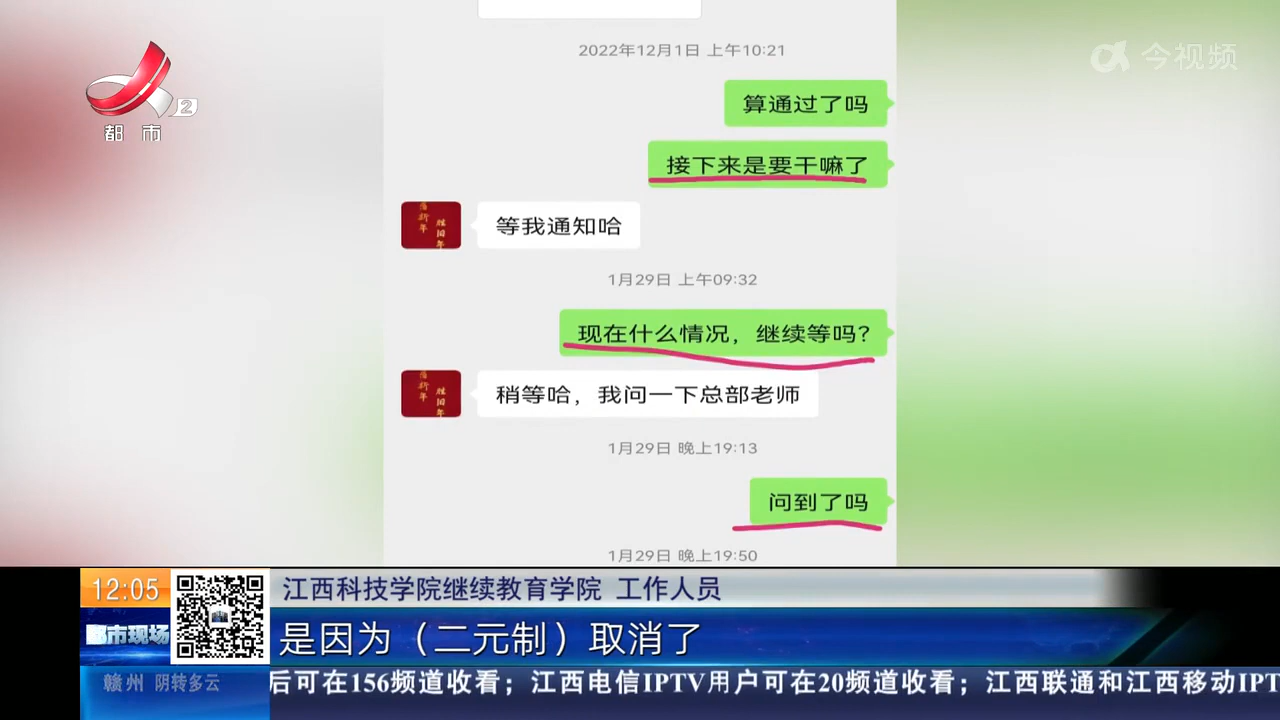 2022年12月1日 上午10:21
2
都 市
今视频
算通过了吗
接下来是要干嘛了
等我通知哈
1月29日 上午09:32
现在什么情况，继续等吗？
稍等哈，我问一下总部老师
1月29日 晚上19:13
问到了吗
1月29日 晚上19:50
12:05
江西科技学院继续教育学院 工作人员
都市现场
是因为（二元制）取消了
赣州 阴转多云
后可在156频道收看；江西电信IPTV用户可在20频道收看；江西联通和江西移动IPT